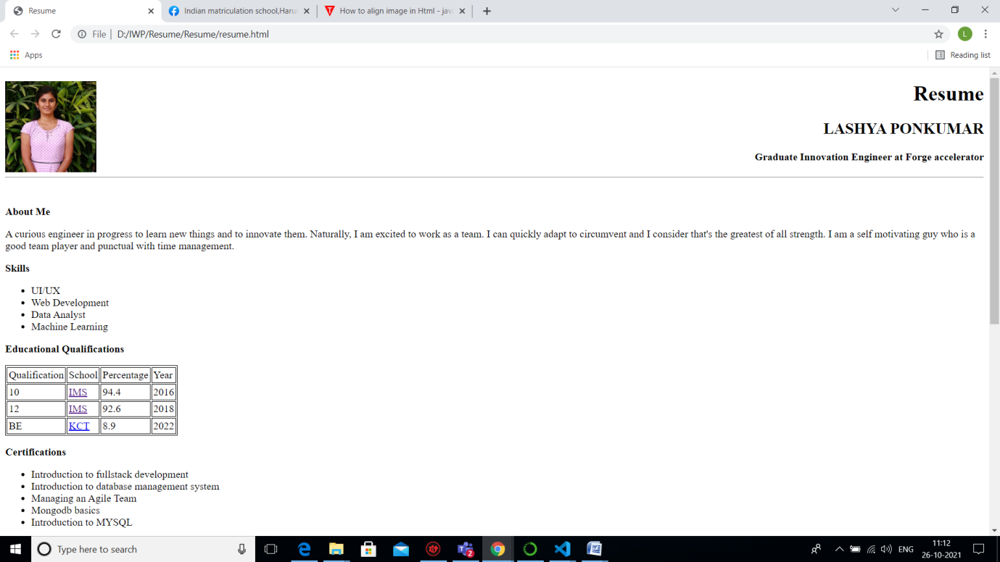 Resume
Indian matriculation school,Haru
How to align image in Html - java
File | D:/IWP/Resume/Resume/resume.html
L
Apps
Reading list
Resume
LASHYA PONKUMAR
Graduate Innovation Engineer at Forge accelerator
About Me
A curious engineer in progress to learn new things and to innovate them. Naturally, I am excited to work as a team. I can quickly adapt to circumvent and I consider that's the greatest of all strength. I am a self motivating guy who is a
good team player and punctual with time management.
Skills
• UI/UX
• Web Development
• Data Analyst
• Machine Learning
Educational Qualifications
Qualification School Percentage Year
10 IMS 94.4 2016
12 IMS 92.6 2018
BE KCT 8.9 2022
Certifications
• Introduction to fullstack development
• Introduction to database management system
• Managing an Agile Team
• Mongodb basics
• Introduction to MYSQL
Type here to search
2
ENG
11:12
26-10-2021